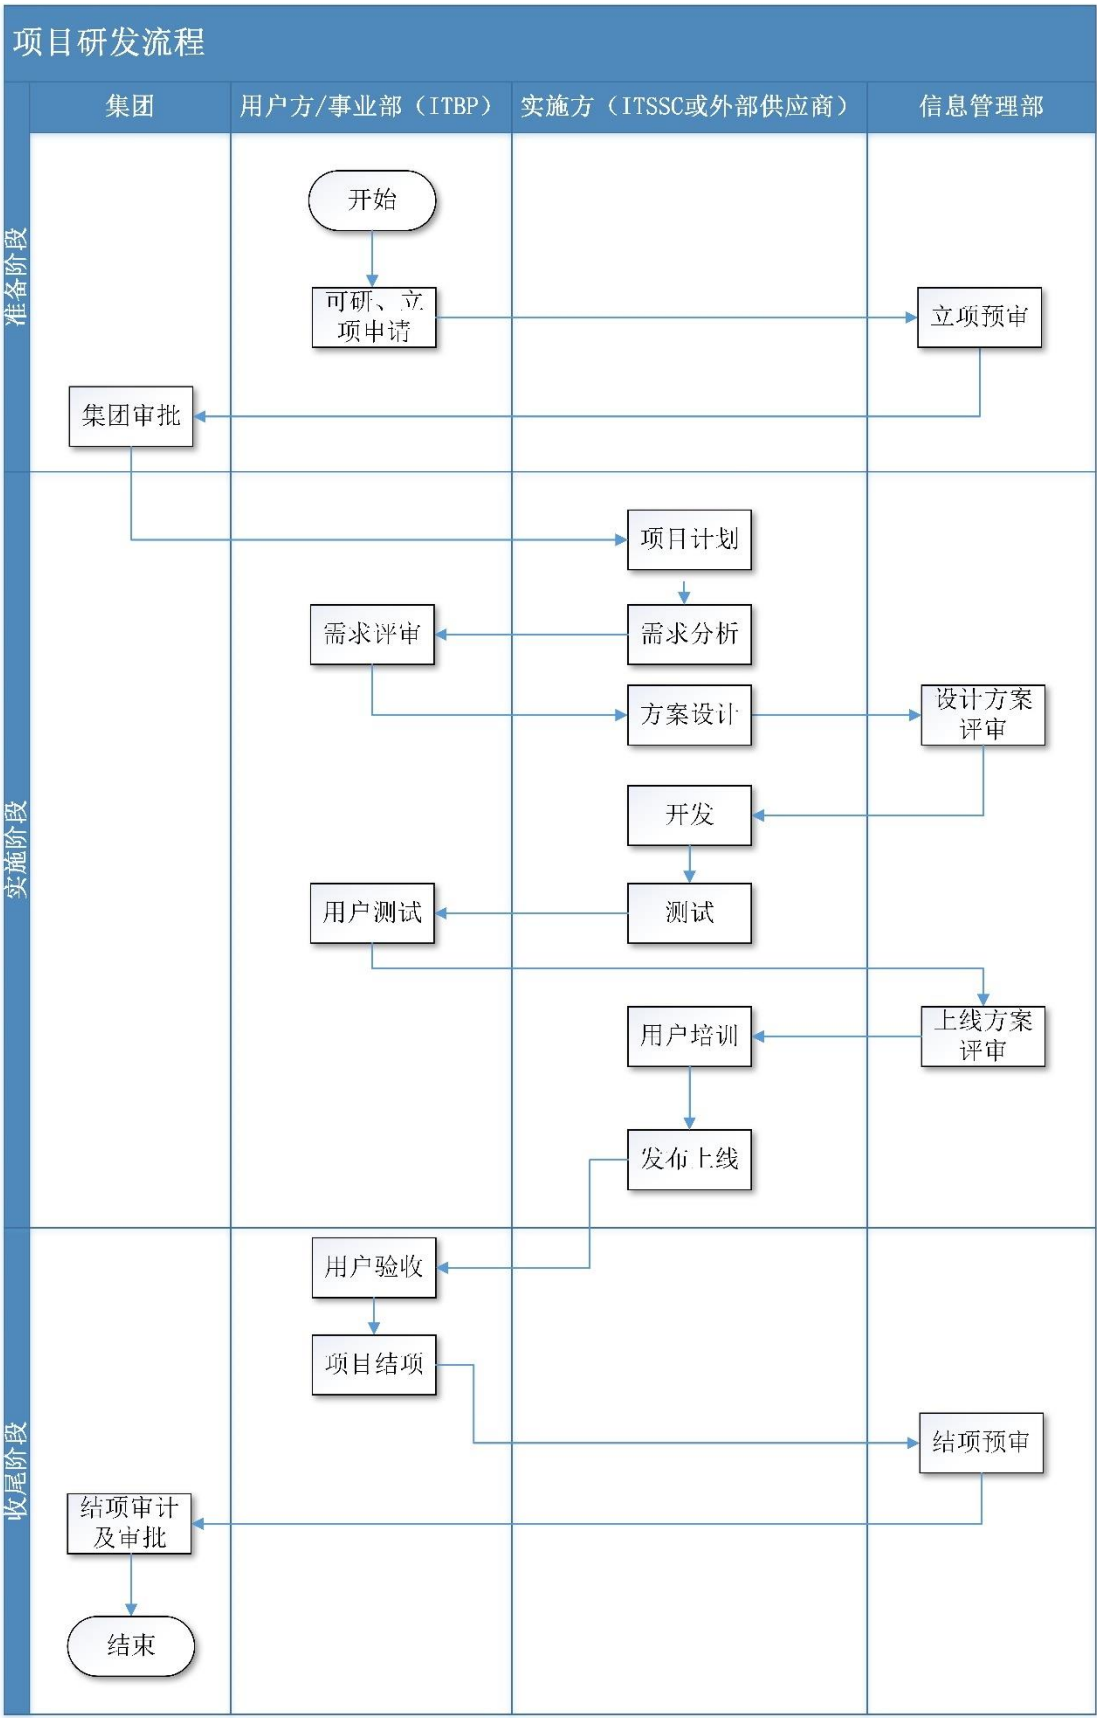 项目研发流程
集团
用户方/事业部（ITBP）
实施方（ITSSC或外部供应商）
信息管理部
准备阶段
开始
可研、立
项申请
立项预审
集团审批
实施阶段
项目计划
需求评审
需求分析
方案设计
设计方案
评审
开发
用户测试
测试
用户培训
上线方案
评审
发布上线
收尾阶段
用户验收
项目结项
结项预审
结项审计
及审批
结束